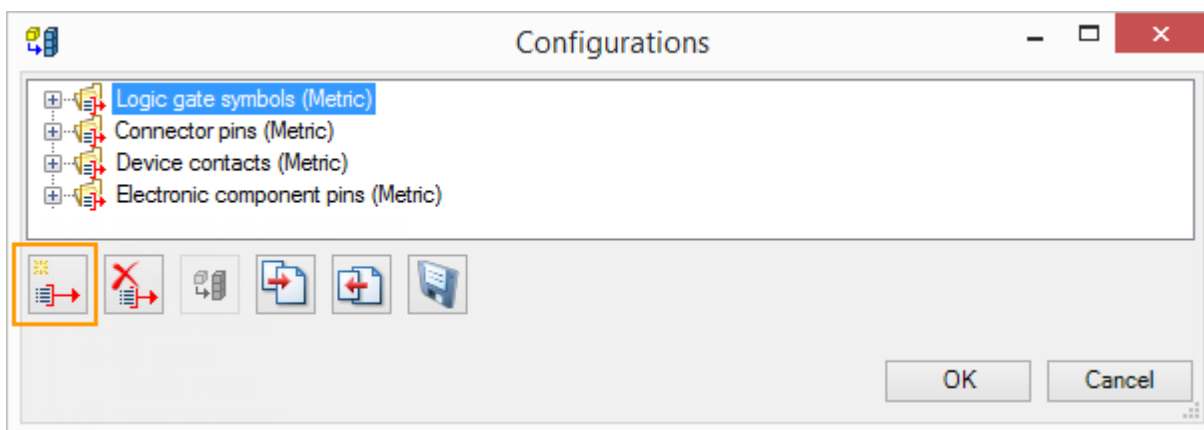 Configurations
Logic gate symbols (Metric)
Connector pins (Metric)
Device contacts (Metric)
Electronic component pins (Metric)
OK Cancel